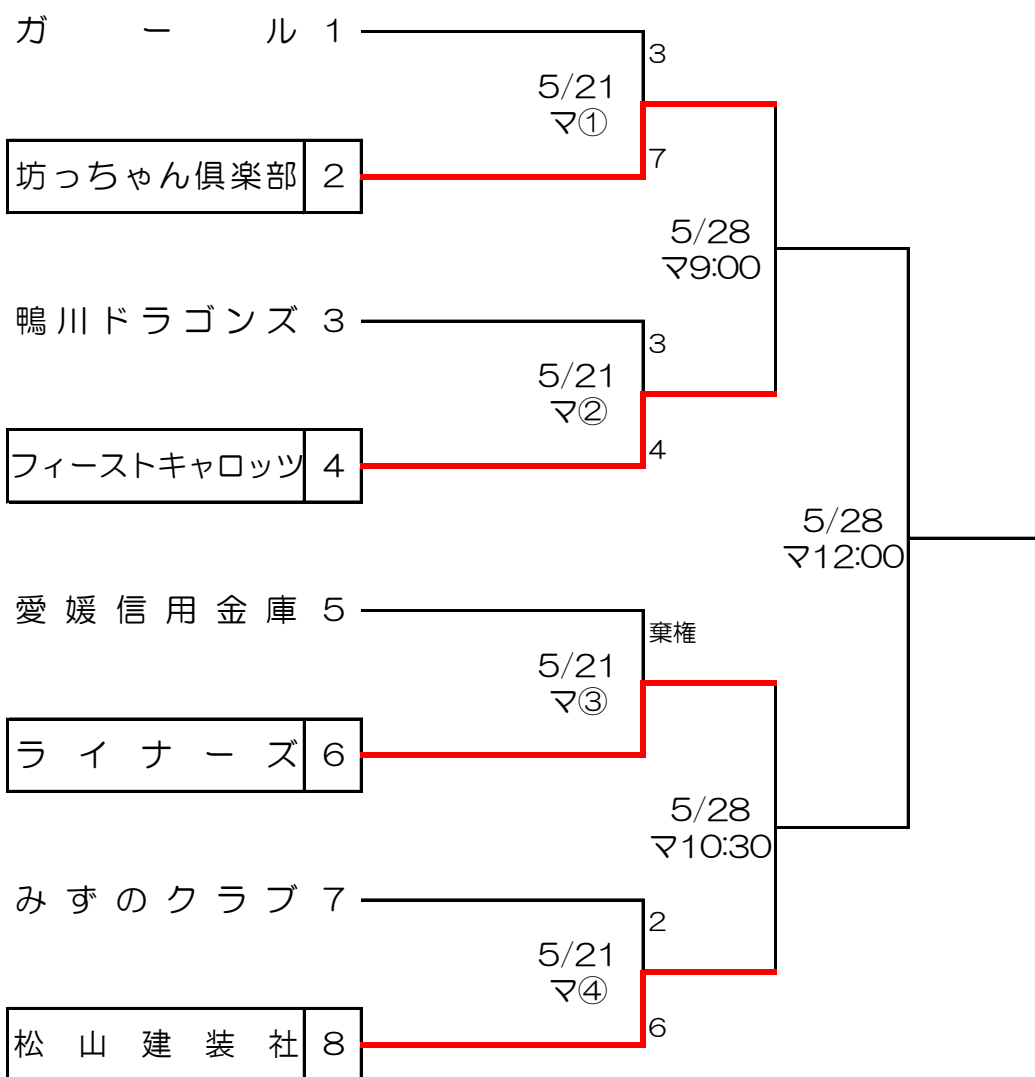 ガール 1
3
5/21
マ①
7
坊っちゃん倶楽部 2
5/28
マ9:00
鴨川ドラゴンズ 3
3
5/21
マ②
4
フィーストキャロッツ 4
5/28
マ12:00
愛媛信用金庫 5
棄権
5/21
マ③
ライナーズ 6
5/28
マ10:30
みずのクラブ 7
2
5/21
マ④
6
松山建装社 8